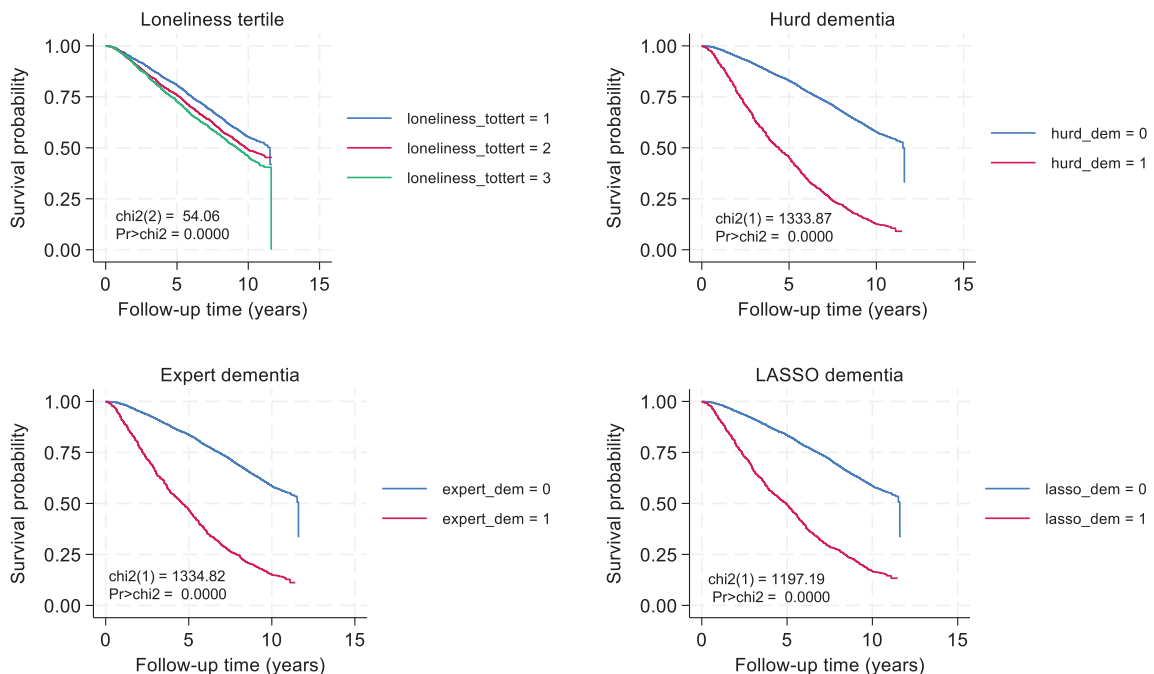 Loneliness tertile
Survival probability
1.00
0.75
0.50
0.25
0.00
chi2(2) =  54.06
Pr>chi2 = 0.0000
0 5 10 15
Follow-up time (years)
loneliness_tottert = 1
loneliness_tottert = 2
loneliness_tottert = 3
Hurd dementia
Survival probability
1.00
0.75
0.50
0.25
0.00
chi2(1) = 1333.87
Pr>chi2 =  0.0000
0 5 10 15
Follow-up time (years)
hurd_dem = 0
hurd_dem = 1
Expert dementia
Survival probability
1.00
0.75
0.50
0.25
0.00
chi2(1) = 1334.82
Pr>chi2 =  0.0000
0 5 10 15
Follow-up time (years)
expert_dem = 0
expert_dem = 1
LASSO dementia
Survival probability
1.00
0.75
0.50
0.25
0.00
chi2(1) = 1197.19
Pr>chi2 =  0.0000
0 5 10 15
Follow-up time (years)
lasso_dem = 0
lasso_dem = 1